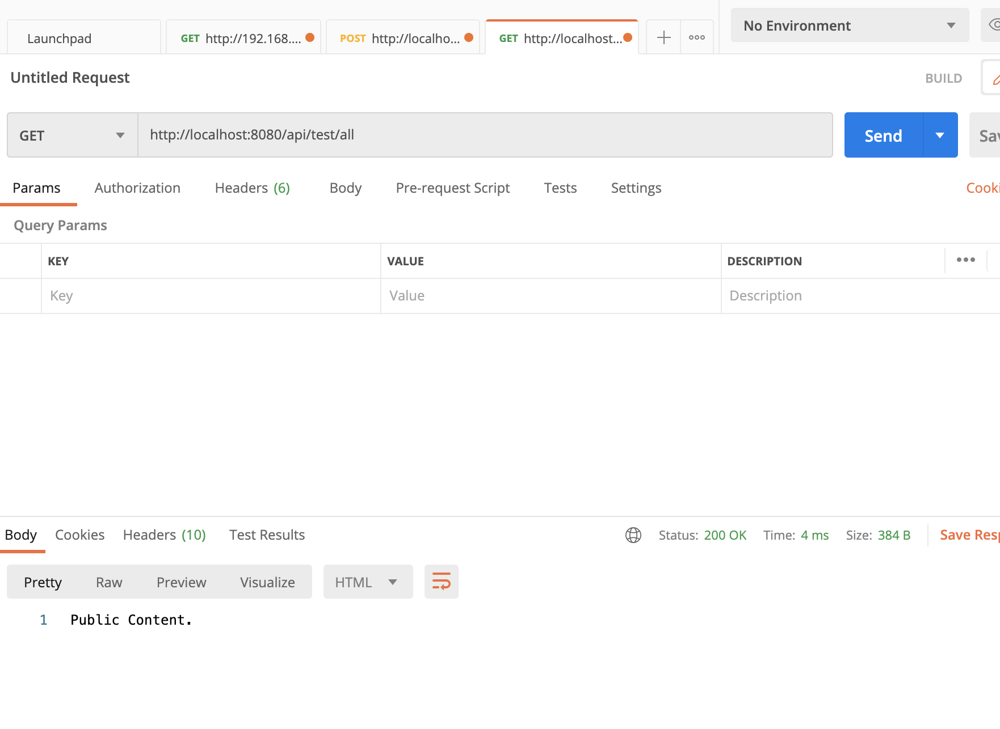 Launchpad GET http://192.168.... POST http://localho... GET http://localhost... No Environment
Untitled Request BUILD
GET http://localhost:8080/api/test/all Send Sav
Params Authorization Headers (6) Body Pre-request Script Tests Settings Cooki
Query Params
KEY VALUE DESCRIPTION
Key Value Description
Body Cookies Headers (10) Test Results Status: 200 OK Time: 4 ms Size: 384 B Save Resp
Pretty Raw Preview Visualize HTML
1 Public Content.